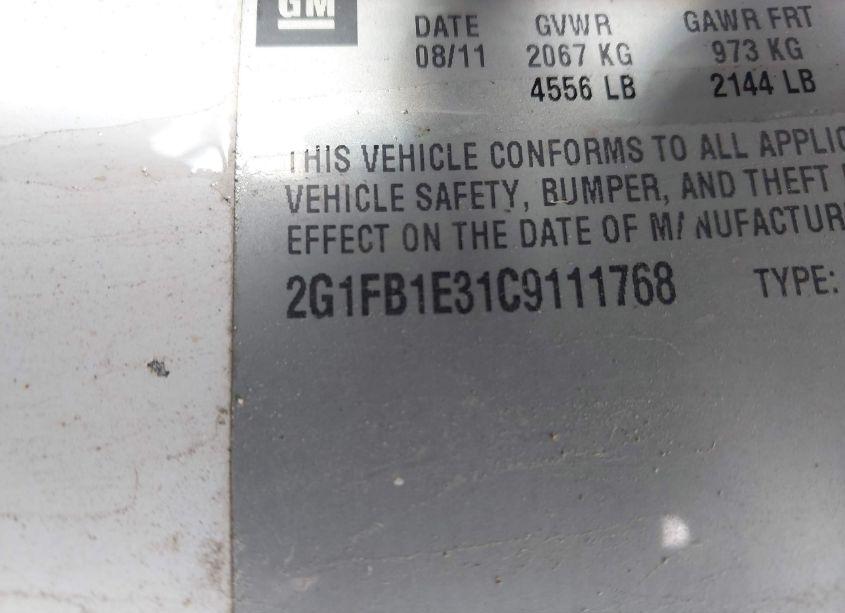 GM
DATE GVWR GAWR FRT
08/11 2067 KG 973 KG
4556 LB 2144 LB
THIS VEHICLE CONFORMS TO ALL APPLIC
VEHICLE SAFETY, BUMPER, AND THEFT
EFFECT ON THE DATE OF MANUFACTUR
2G1FB1E31C9111768 TYPE: